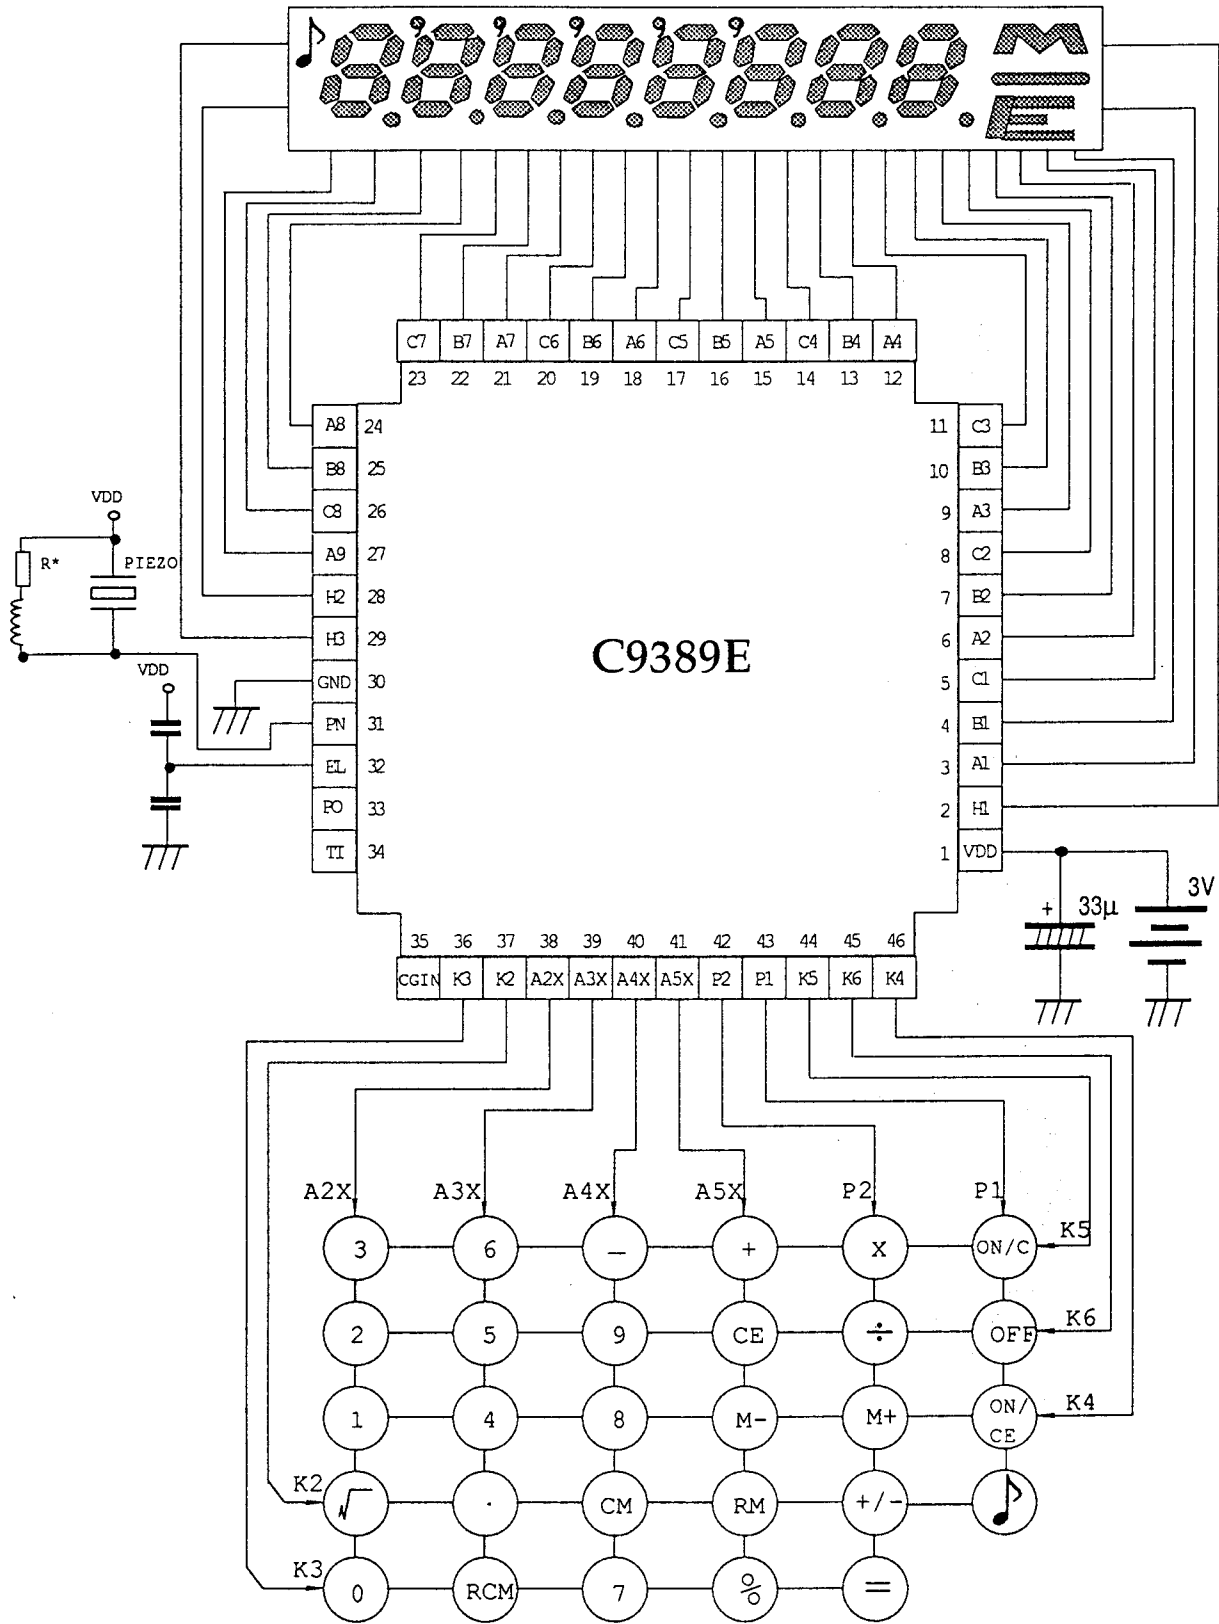 M
E
C7 B7 A7 C6 B6 A6 C5 B5 A5 C4 B4 A4
23 22 21 20 19 18 17 16 15 14 13 12
A8 24 11 C3
B8 25 10 B3
C8 26 9 A3
VDD
A9 27 8 C2
R* PIEZO
H2 28 7 B2
H3 29 6 A2
C9389E
VDD
GND 30 5 C1
PN 31 4 B1
EL 32 3 A1
PO 33 2 H1
TI 34 1 VDD
+ 33μ 3V
35 36 37 38 39 40 41 42 43 44 45 46
CGIN K3 K2 A2X A3X A4X A5X P2 P1 K5 K6 K4
A2X A3X A4X A5X P2 P1
3 6 — + X ON/C K5
2 5 9 CE ÷ OFF K6
1 4 8 M- M+ ON/CE K4
K2 √ · CM RM +/- ♪
K3 0 RCM 7 % =